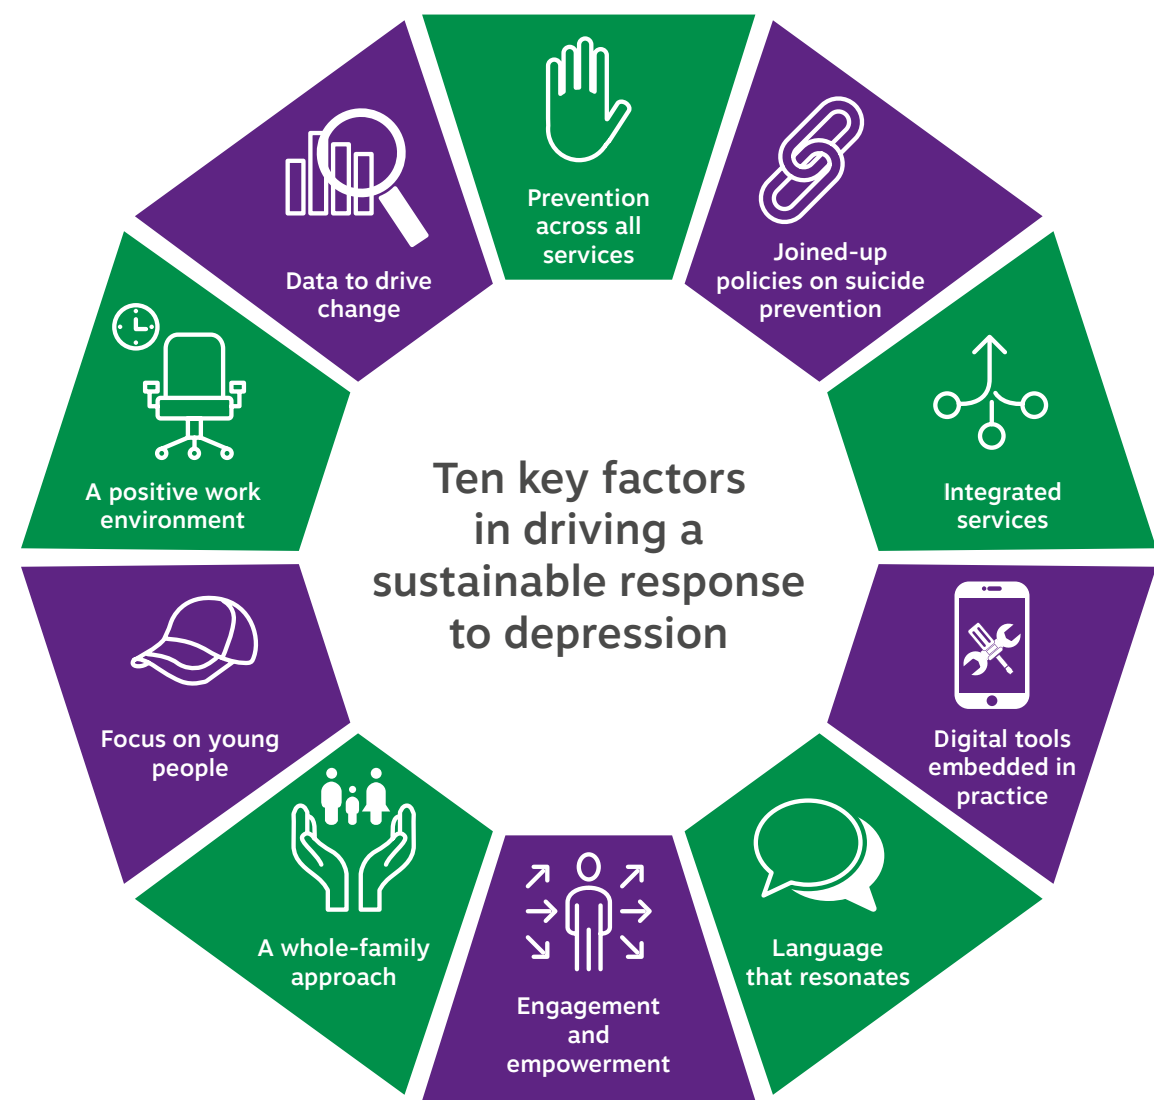 Ten key factors
in driving a
sustainable response
to depression
Prevention
across all
services
Joined-up
policies on suicide
prevention
Integrated
services
Digital tools
embedded in
practice
Language
that resonates
Engagement
and
empowerment
A whole-family
approach
Focus on young
people
A positive work
environment
Data to drive
change